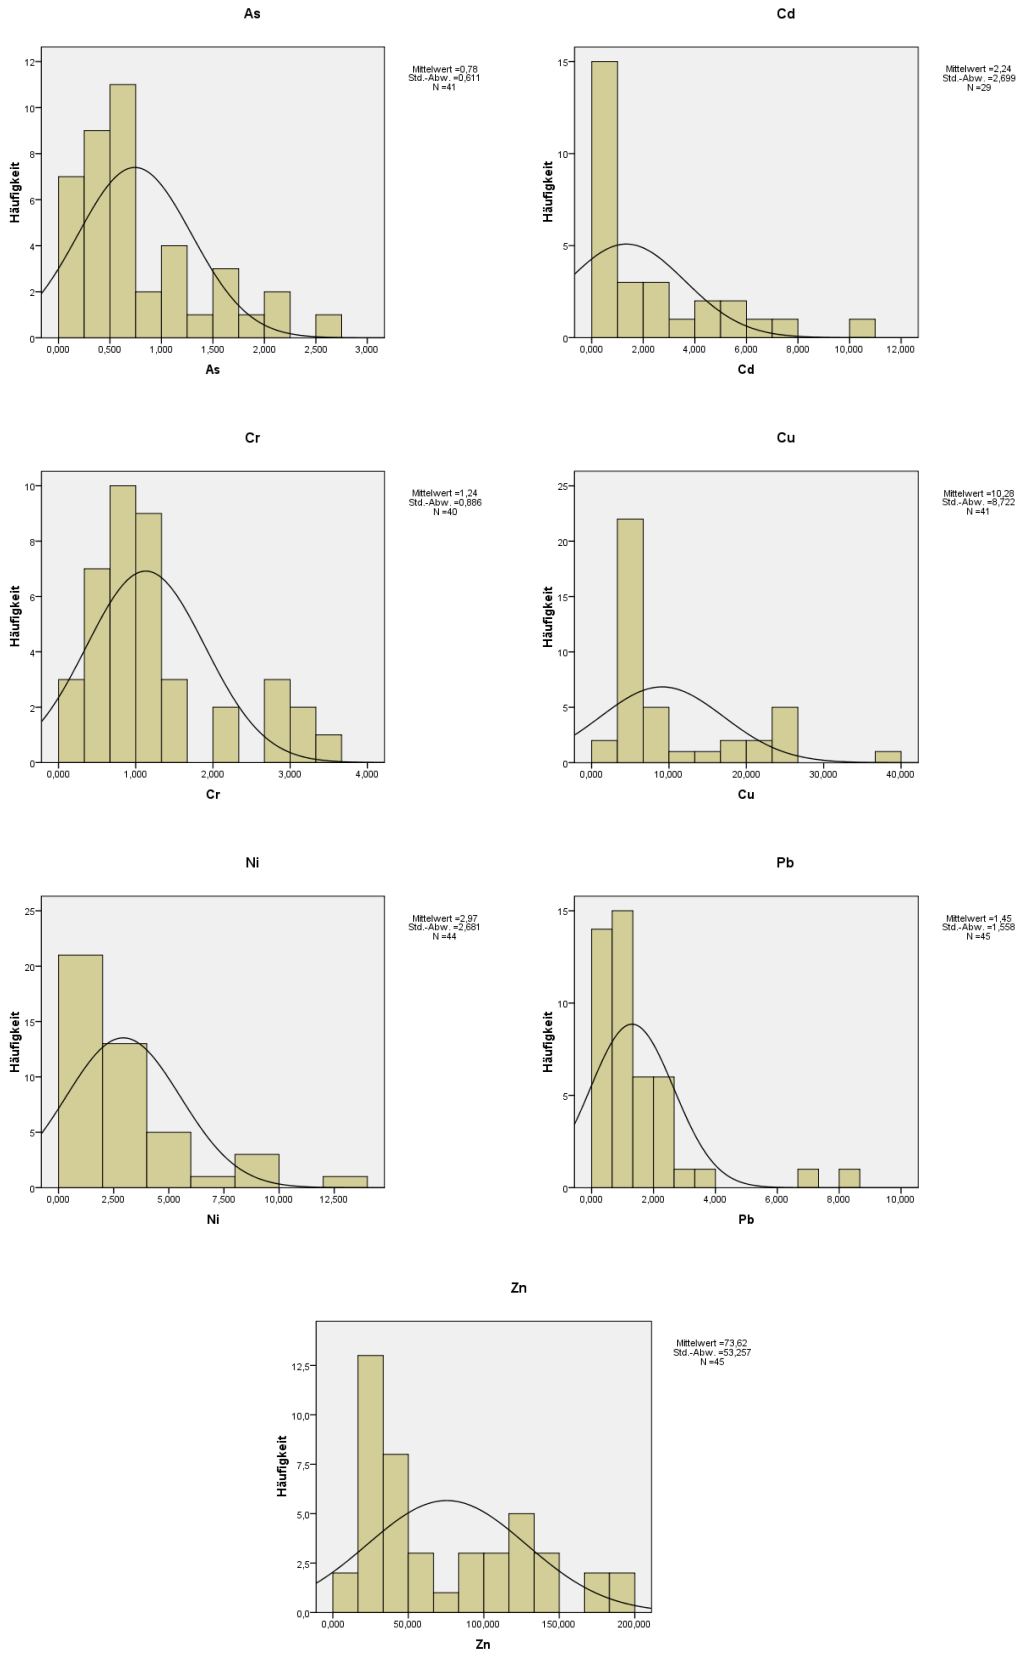 As
Mittelwert =0,78
Std.-Abw. =0,611
N =41
12
10
8
6
4
2
0
Häufigkeit
0,000 0,500 1,000 1,500 2,000 2,500 3,000
As
Cd
Mittelwert =2,24
Std.-Abw. =2,699
N =29
15
10
5
0
Häufigkeit
0,000 2,000 4,000 6,000 8,000 10,000 12,000
Cd
Cr
Mittelwert =1,24
Std.-Abw. =0,886
N =40
10
8
6
4
2
0
Häufigkeit
0,000 1,000 2,000 3,000 4,000
Cr
Cu
Mittelwert =10,28
Std.-Abw. =8,722
N =41
25
20
15
10
5
0
Häufigkeit
0,000 10,000 20,000 30,000 40,000
Cu
Ni
Mittelwert =2,97
Std.-Abw. =2,681
N =44
25
20
15
10
5
0
Häufigkeit
0,000 2,500 5,000 7,500 10,000 12,500
Ni
Pb
Mittelwert =1,45
Std.-Abw. =1,558
N =45
15
10
5
0
Häufigkeit
0,000 2,000 4,000 6,000 8,000 10,000
Pb
Zn
Mittelwert =73,62
Std.-Abw. =53,257
N =45
12,5
10,0
7,5
5,0
2,5
0,0
Häufigkeit
0,000 50,000 100,000 150,000 200,000
Zn